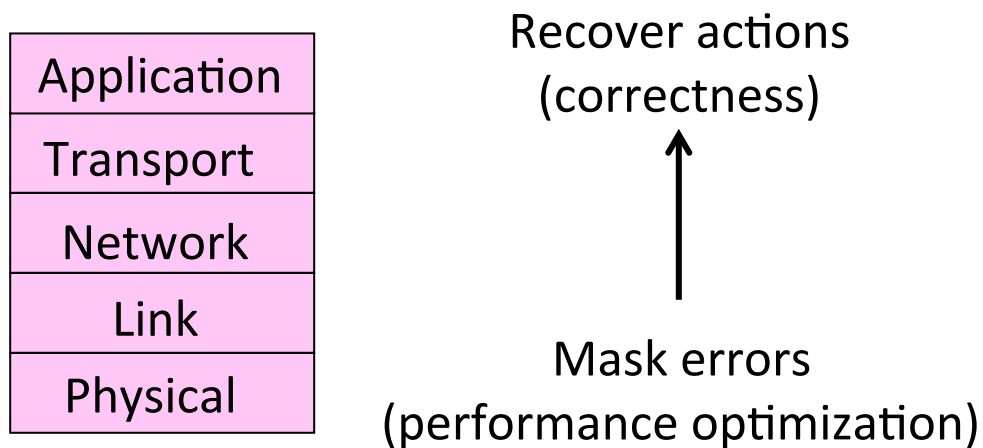 Application
Transport
Network
Link
Physical
Recover actions
(correctness)
Mask errors
(performance optimization)